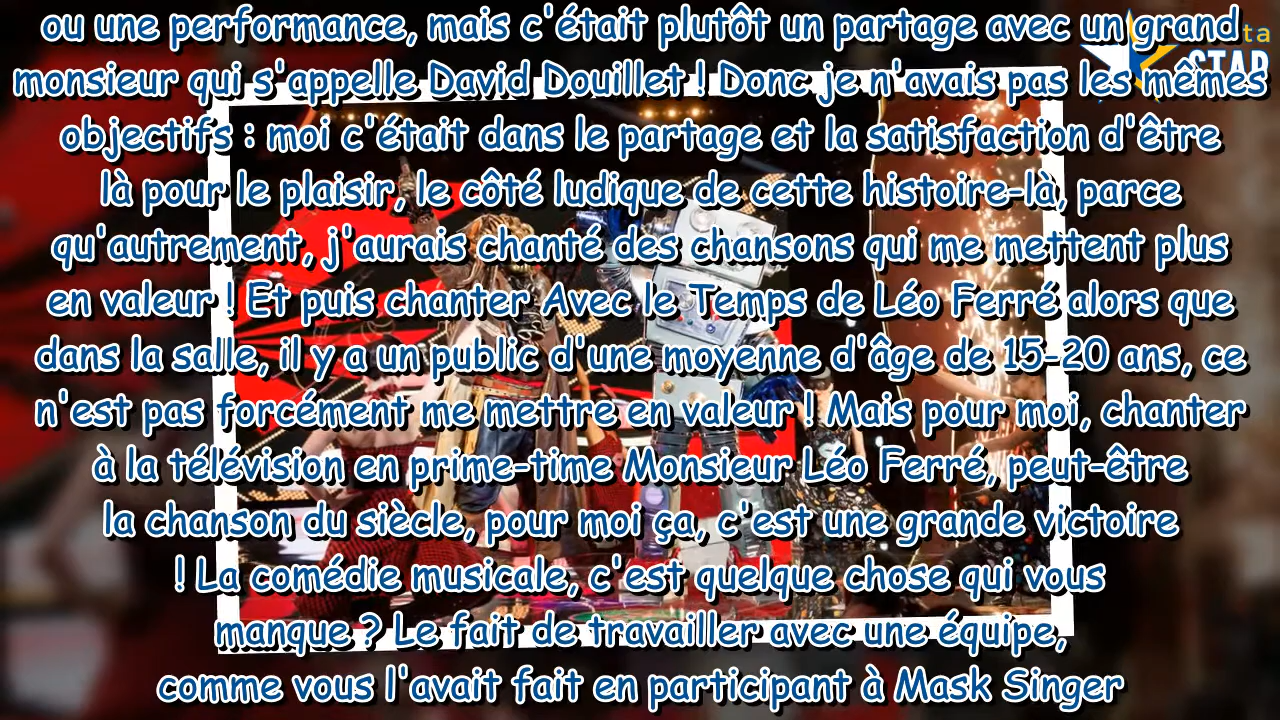 ou une performance, mais c'était plutôt un partage avec un grand
monsieur qui s'appelle David Douillet ! Donc je n'avais pas les mêmes
objectifs : moi c'était dans le partage et la satisfaction d'être
là pour le plaisir, le côté ludique de cette histoire-là, parce
qu'autrement, j'aurais chanté des chansons qui me mettent plus
en valeur ! Et puis chanter Avec le Temps de Léo Ferré alors que
dans la salle, il y a un public d'une moyenne d'âge de 15-20 ans, ce
n'est pas forcément me mettre en valeur ! Mais pour moi, chanter
à la télévision en prime-time Monsieur Léo Ferré, peut-être
la chanson du siècle, pour moi ça, c'est une grande victoire
! La comédie musicale, c'est quelque chose qui vous
manque ? Le fait de travailler avec une équipe,
comme vous l'avait fait en participant à Mask Singer
ta
STAR